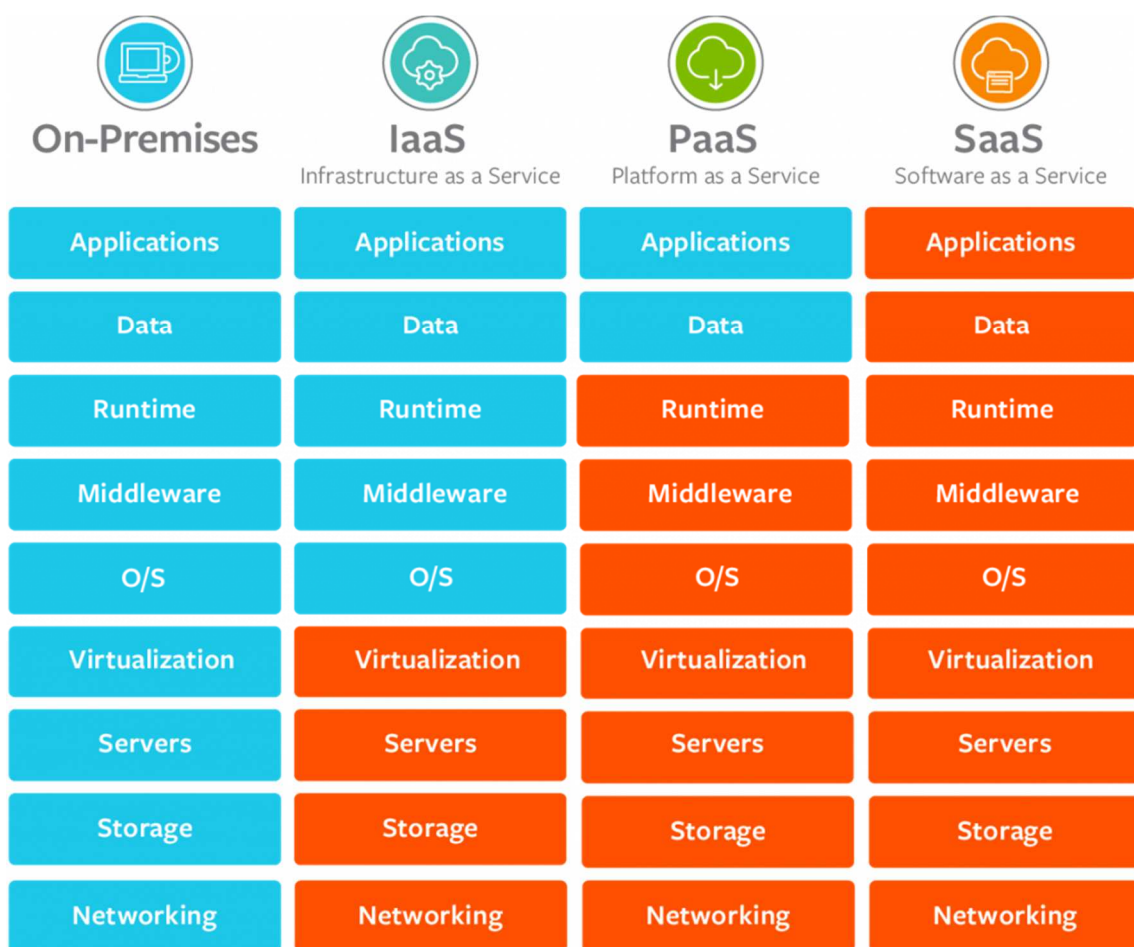 On-Premises
IaaS
Infrastructure as a Service
PaaS
Platform as a Service
SaaS
Software as a Service
Applications
Applications
Applications
Applications
Data
Data
Data
Data
Runtime
Runtime
Runtime
Runtime
Middleware
Middleware
Middleware
Middleware
O/S
O/S
O/S
O/S
Virtualization
Virtualization
Virtualization
Virtualization
Servers
Servers
Servers
Servers
Storage
Storage
Storage
Storage
Networking
Networking
Networking
Networking